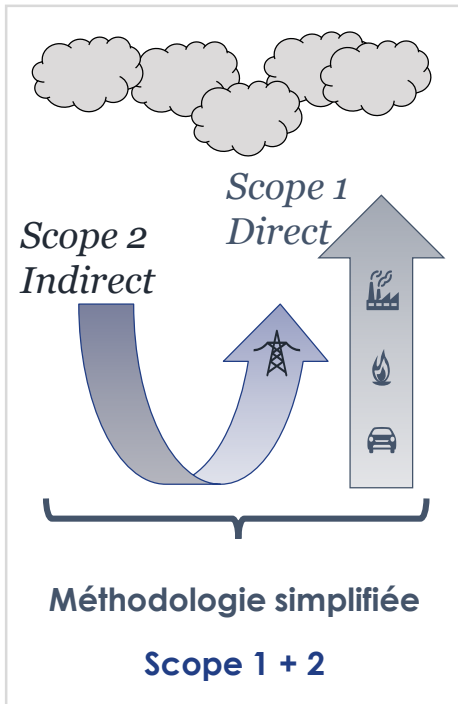 Scope 1
Direct
Scope 2
Indirect
Méthodologie simplifiée
Scope 1 + 2